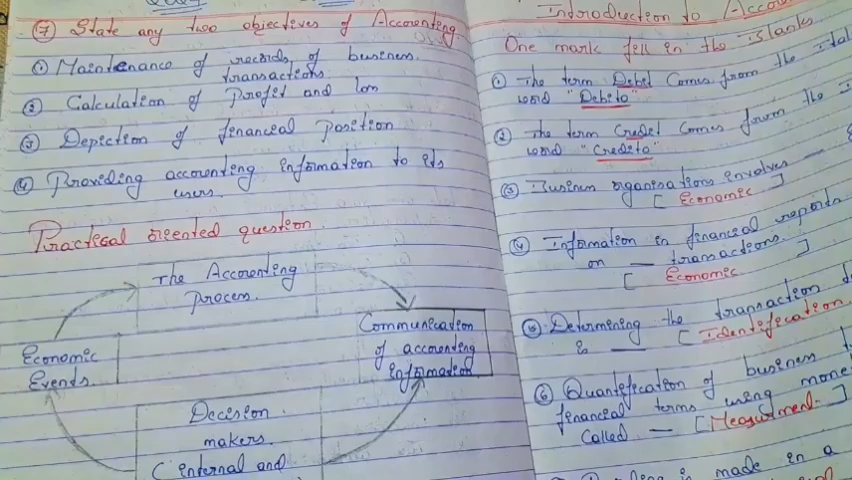 ⑦ State any two objectives of Accounting
① Maintenance of records of business
transactions
② Calculation of Profit and loss
③ Depiction of financial Position
④ Providing accounting information to its
users.
Practical oriented question
The Accounting
Process.
Communication
of accounting
information
Economic
Events
Decision
makers
(internal and
Introduction to
One mark fill in the Blanks
① The term Debit Comes from the
word "Debito"
② The term Credit Comes from the
word "Credito"
③ Business organisations involves —
[ Economic ]
④ Information in financial reports
on — transactions.
[ Economic ]
⑤ Determining the transaction
is — [ Identification
⑥ Quantification of business
financial terms using
Called — [ Measurement ]
is made in a